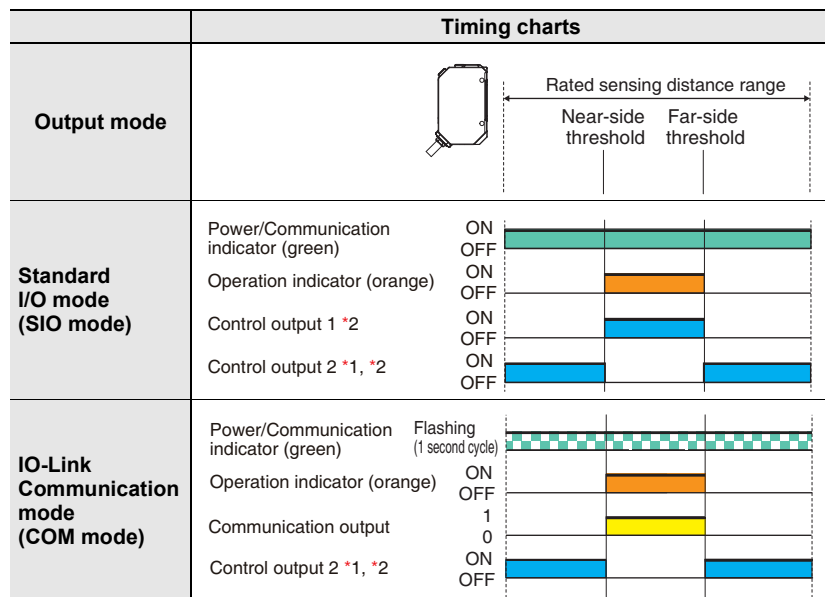 Timing charts
Output mode
Rated sensing distance range
Near-side
threshold
Far-side
threshold
Standard
I/O mode
(SIO mode)
Power/Communication
indicator (green)
ON
OFF
Operation indicator (orange)
ON
OFF
Control output 1 *2
ON
OFF
Control output 2 *1, *2
ON
OFF
IO-Link
Communication
mode
(COM mode)
Power/Communication
indicator (green)
Flashing
(1 second cycle)
Operation indicator (orange)
ON
OFF
Communication output
1
0
Control output 2 *1, *2
ON
OFF